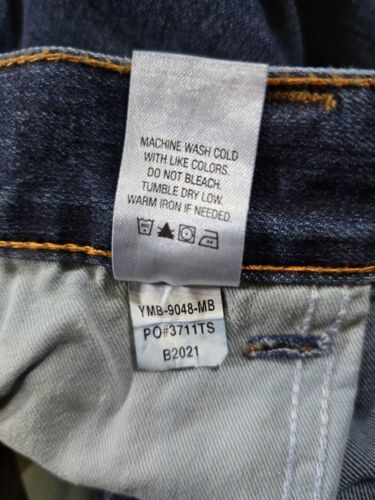 MACHINE WASH COLD
WITH LIKE COLORS.
DO NOT BLEACH.
TUMBLE DRY LOW.
WARM IRON IF NEEDED.
YMB-9048-MB
PO#3711TS
B2021